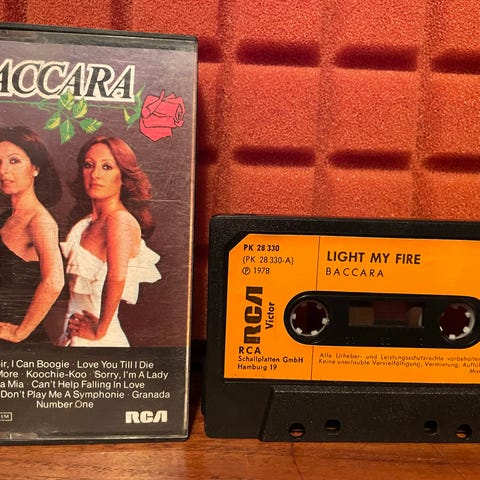 BACCARA
ir, I Can Boogie · Love You Till I Die
More · Koochie-Koo · Sorry, I'm A Lady
a Mia · Can't Help Falling In Love
Don't Play Me A Symphonie · Granada
Number One
RCA
PK 28 330
(PK 28 330-A)
Ⓟ 1978
LIGHT MY FIRE
BACCARA
RCA Victor
RCA
Schallplatten GmbH
Hamburg 19
Alle Urheber- und Leistungsschutzrechte vorbehalten
Keine unerlaubte Vervielfältigung, Vermietung, Auffüh